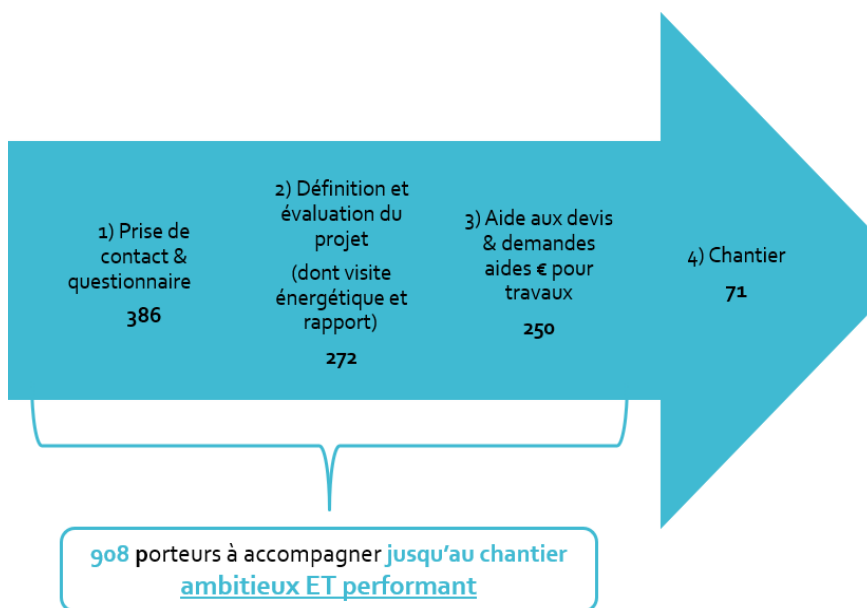 1) Prise de
contact &
questionnaire
386
2) Définition et
évaluation du
projet
(dont visite
énergétique et
rapport)
272
3) Aide aux devis
& demandes
aides € pour
travaux
250
4) Chantier
71
908 porteurs à accompagner jusqu'au chantier
ambitieux ET performant